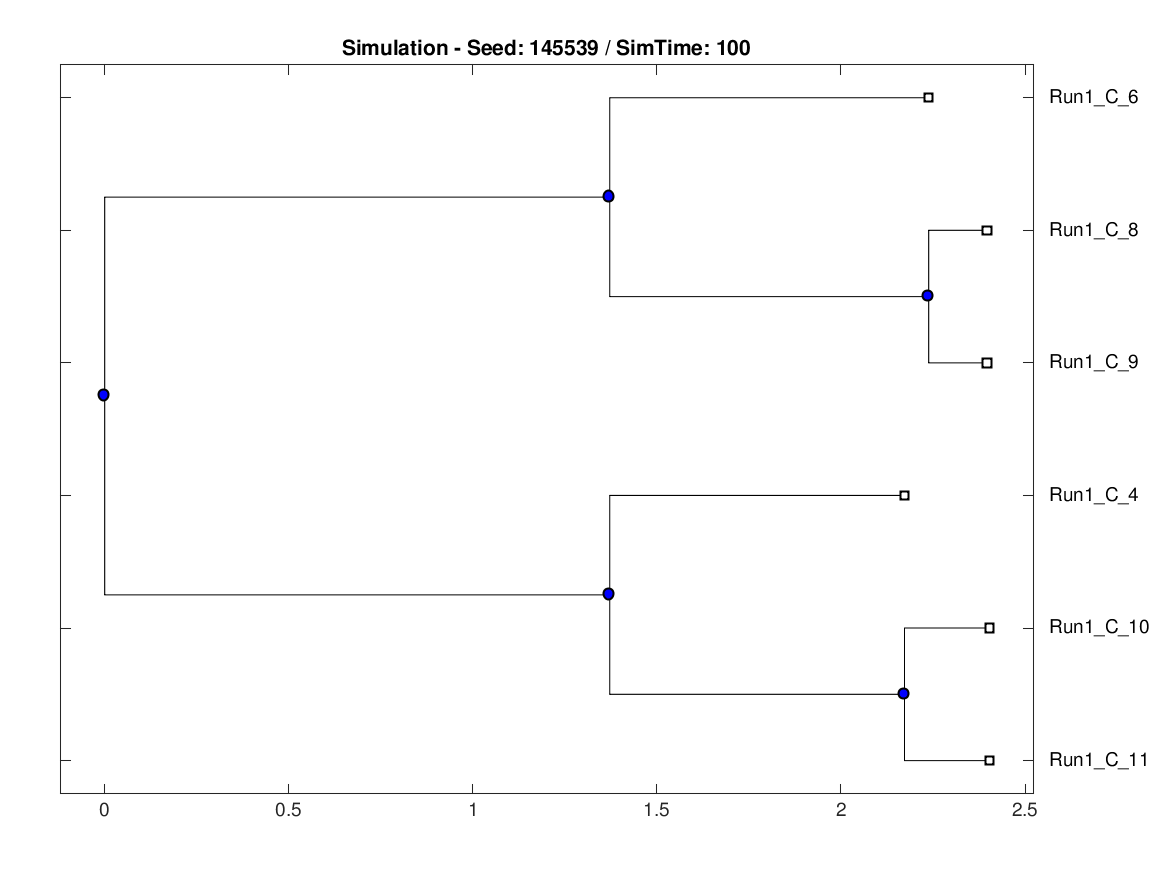 Simulation - Seed: 145539 / SimTime: 100
Run1_C_6
Run1_C_8
Run1_C_9
Run1_C_4
Run1_C_10
Run1_C_11
0 0.5 1 1.5 2 2.5